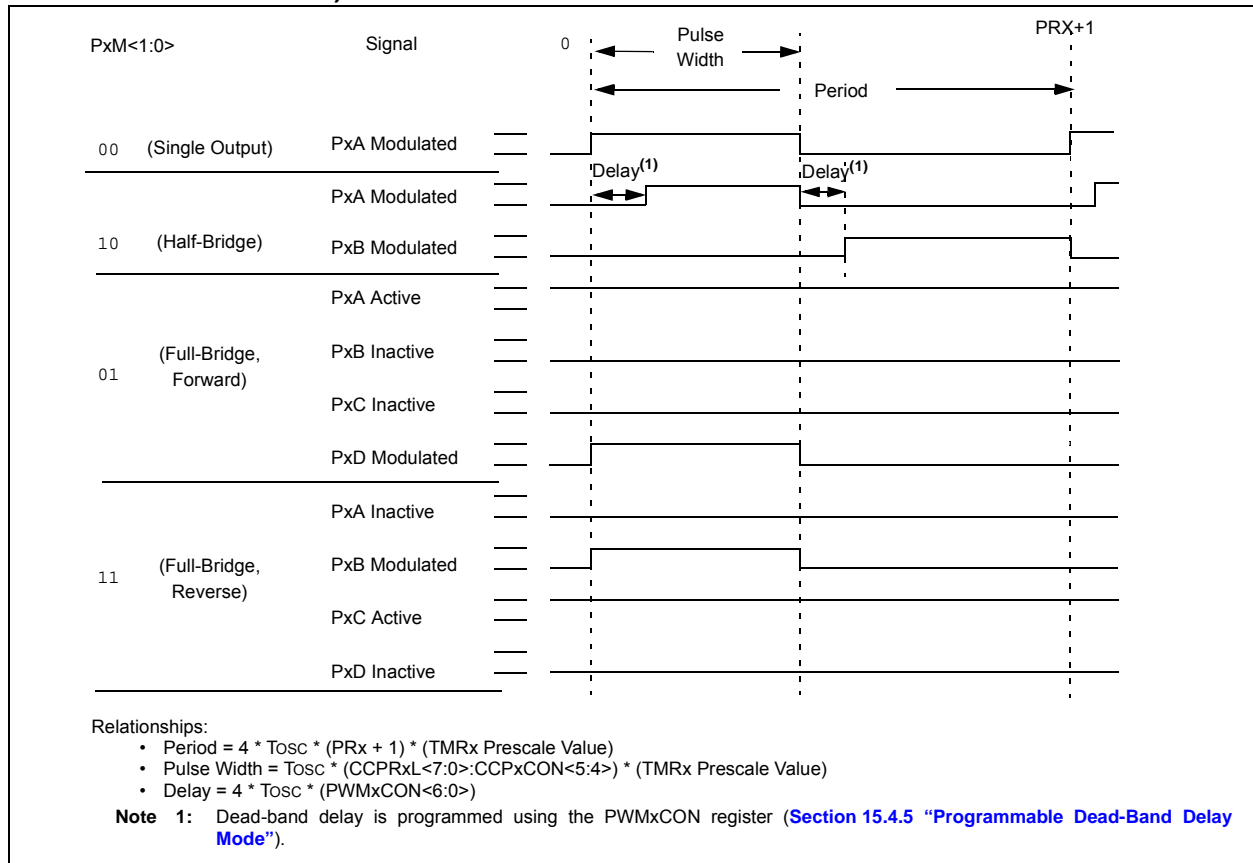 PxM<1:0> Signal 0 Pulse Width PRX+1
Period
00 (Single Output) PxA Modulated
Delay(1) Delay(1)
PxA Modulated
10 (Half-Bridge) PxB Modulated
PxA Active
01 (Full-Bridge, Forward) PxB Inactive
PxC Inactive
PxD Modulated
PxA Inactive
11 (Full-Bridge, Reverse) PxB Modulated
PxC Active
PxD Inactive
Relationships:
• Period = 4 * TOSC * (PRx + 1) * (TMRx Prescale Value)
• Pulse Width = TOSC * (CCPRxL<7:0>:CCPxCON<5:4>) * (TMRx Prescale Value)
• Delay = 4 * TOSC * (PWMxCON<6:0>)
Note 1: Dead-band delay is programmed using the PWMxCON register (Section 15.4.5 “Programmable Dead-Band Delay
Mode”).